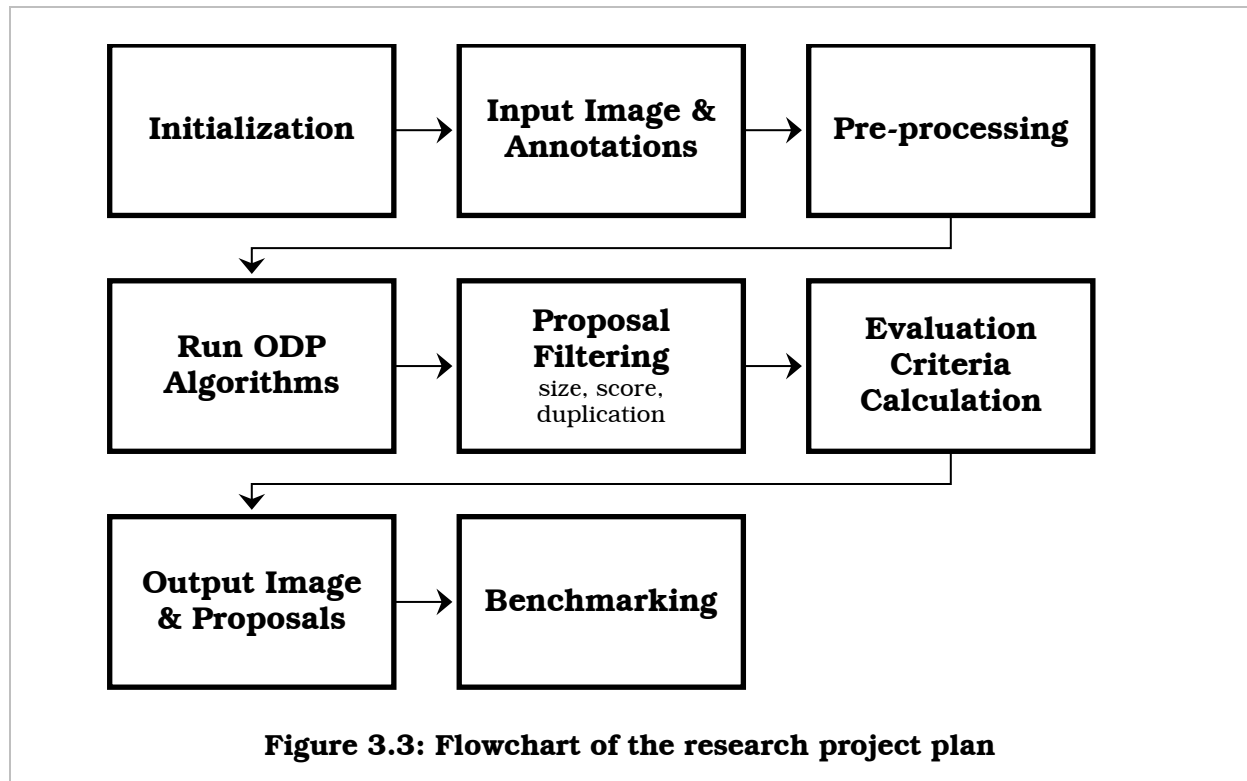 Initialization
Input Image &
Annotations
Pre-processing
Run ODP
Algorithms
Proposal
Filtering
size, score,
duplication
Evaluation
Criteria
Calculation
Output Image
& Proposals
Benchmarking
Figure 3.3: Flowchart of the research project plan